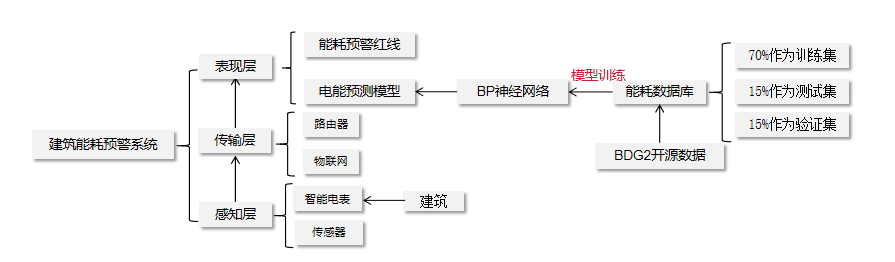 建筑能耗预警系统
表现层
传输层
感知层
能耗预警红线
电能预测模型
路由器
物联网
智能电表
传感器
建筑
BP神经网络
模型训练
能耗数据库
BDG2开源数据
70%作为训练集
15%作为测试集
15%作为验证集